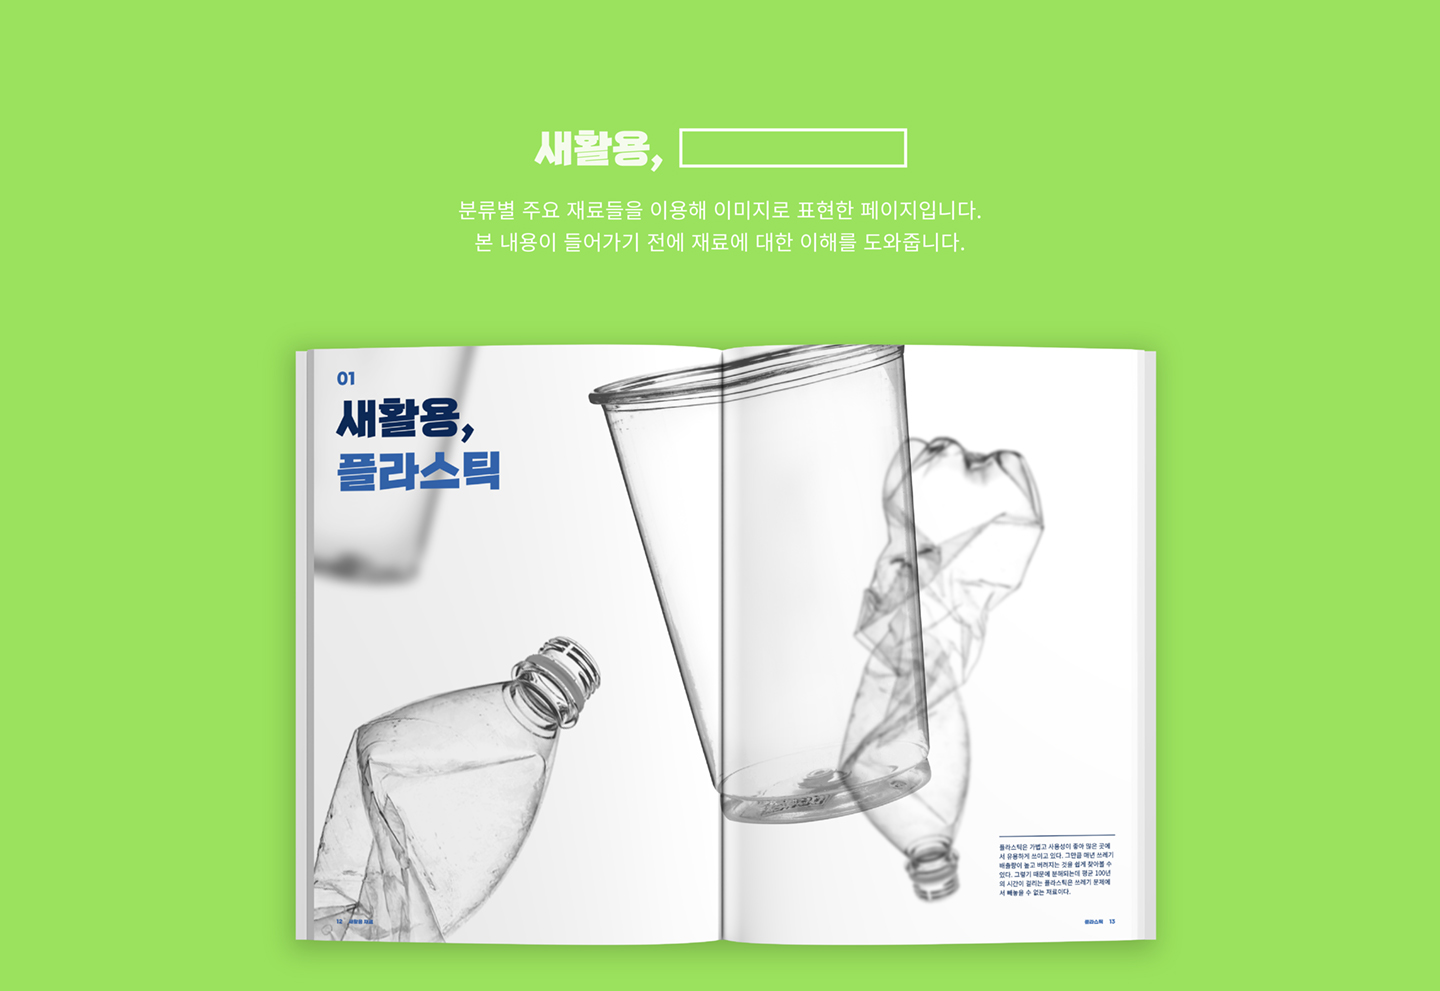 새활용,
분류별 주요 재료들을 이용해 이미지로 표현한 페이지입니다.
본 내용이 들어가기 전에 재료에 대한 이해를 도와줍니다.
01
새활용,
플라스틱
플라스틱은 가볍고 사용성이 좋아 많은 곳에
서 유용하게 쓰이고 있다. 그만큼 매년 쓰레기
배출량이 높고 버려지는 것을 쉽게 찾아볼 수
있다. 그렇기 때문에 분해되는데 평균 100년
의 시간이 걸리는 플라스틱은 쓰레기 문제에
서 빼놓을 수 없는 재료이다.
12 새활용
플라스틱 13